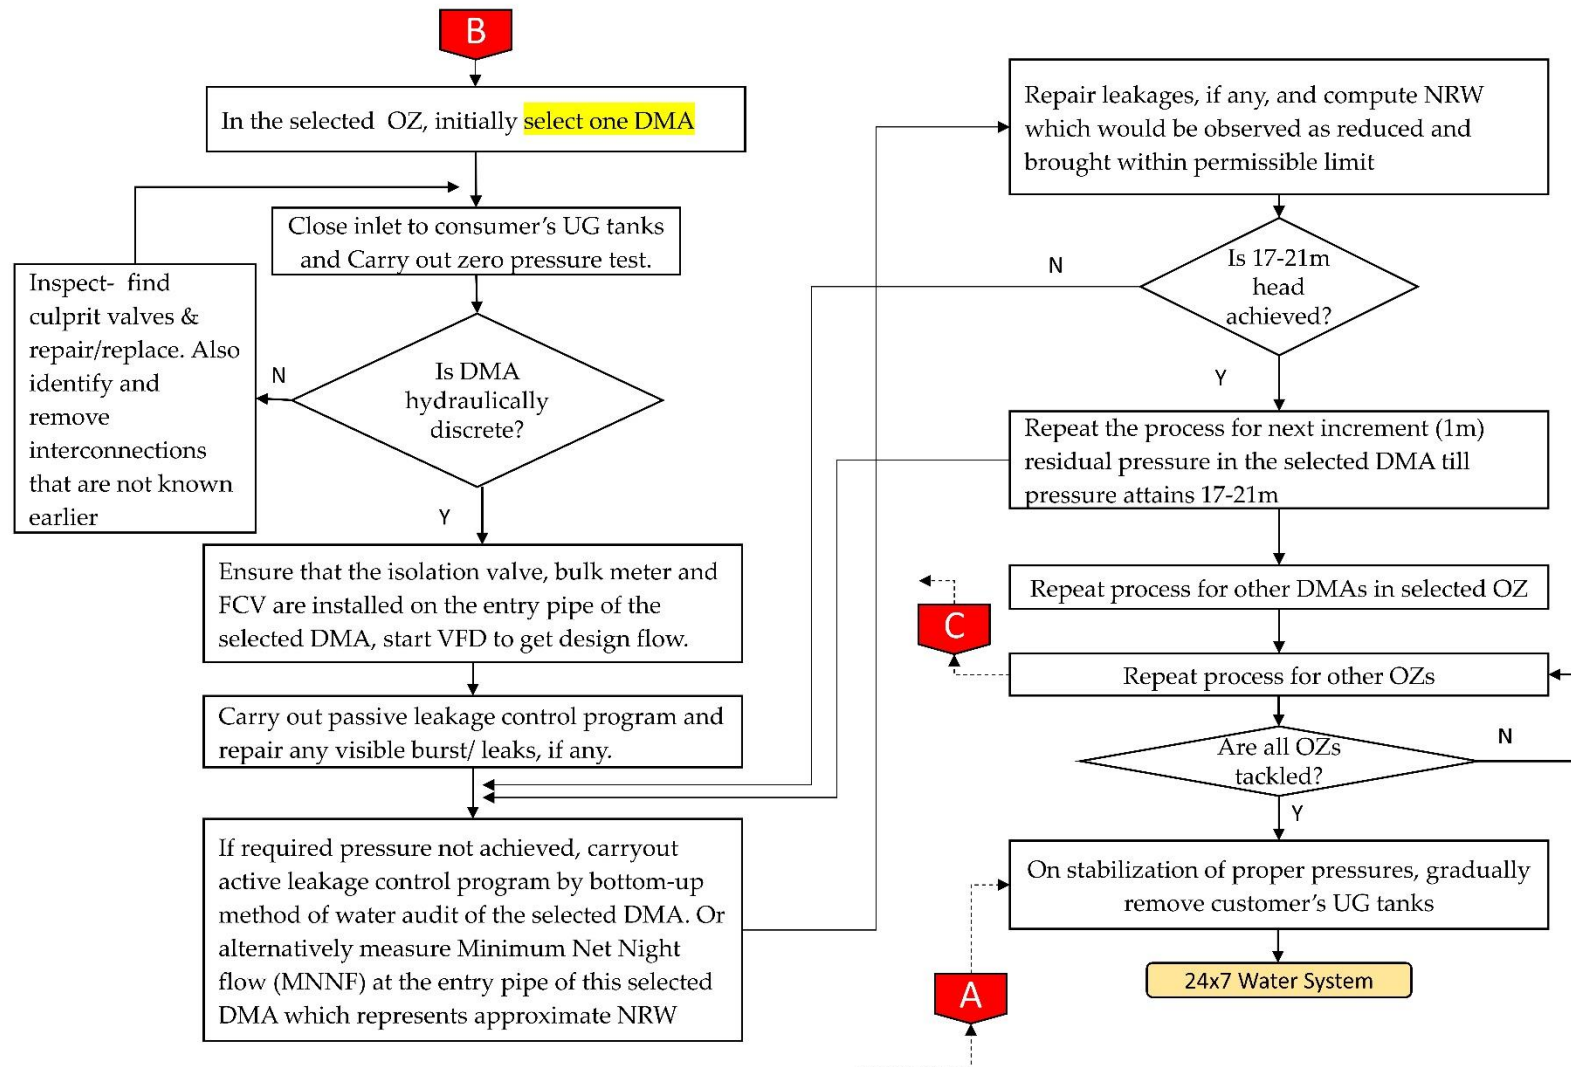 B
In the selected  OZ, initially select one DMA
Close inlet to consumer's UG tanks
and Carry out zero pressure test.
Inspect-  find
culprit valves &
repair/replace. Also
identify and
remove
interconnections
that are not known
earlier
N
Is DMA
hydraulically
discrete?
Y
Ensure that the isolation valve, bulk meter and
FCV are installed on the entry pipe of the
selected DMA, start VFD to get design flow.
Carry out passive leakage control program and
repair any visible burst/ leaks, if any.
If required pressure not achieved, carryout
active leakage control program by bottom-up
method of water audit of the selected DMA. Or
alternatively measure Minimum Net Night
flow (MNNF) at the entry pipe of this selected
DMA which represents approximate NRW
Repair leakages, if any, and compute NRW
which would be observed as reduced and
brought within permissible limit
N
Is 17-21m
head
achieved?
Y
Repeat the process for next increment (1m)
residual pressure in the selected DMA till
pressure attains 17-21m
Repeat process for other DMAs in selected OZ
C
Repeat process for other OZs
Are all OZs
tackled?
N
Y
On stabilization of proper pressures, gradually
remove customer's UG tanks
A
24x7 Water System